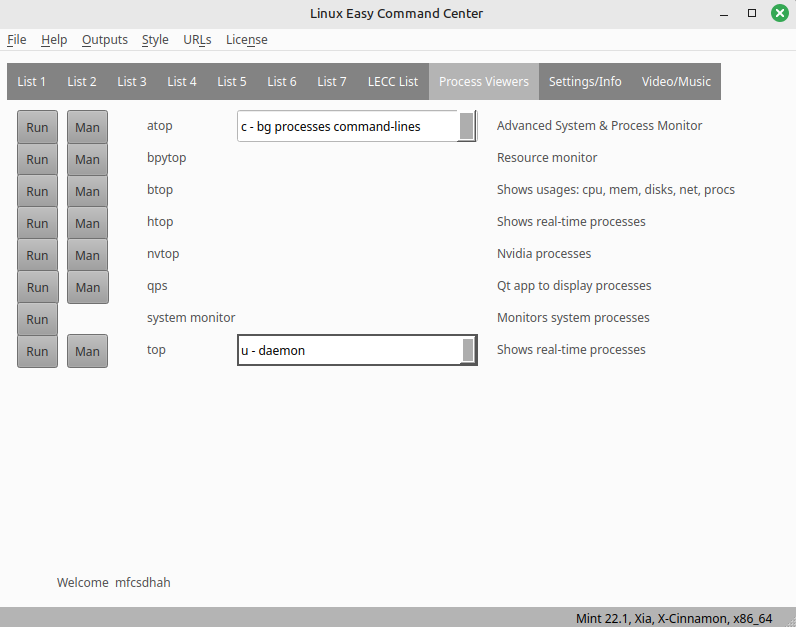 Linux Easy Command Center
File Help Outputs Style URLs License
List 1 List 2 List 3 List 4 List 5 List 6 List 7 LECC List Process Viewers Settings/Info Video/Music
Run Man atop c - bg processes command-lines Advanced System & Process Monitor
Run Man bpytop Resource monitor
Run Man btop Shows usages: cpu, mem, disks, net, procs
Run Man htop Shows real-time processes
Run Man nvtop Nvidia processes
Run Man qps Qt app to display processes
Run system monitor Monitors system processes
Run Man top u - daemon Shows real-time processes
Welcome mfcsdhah
Mint 22.1, Xia, X-Cinnamon, x86_64